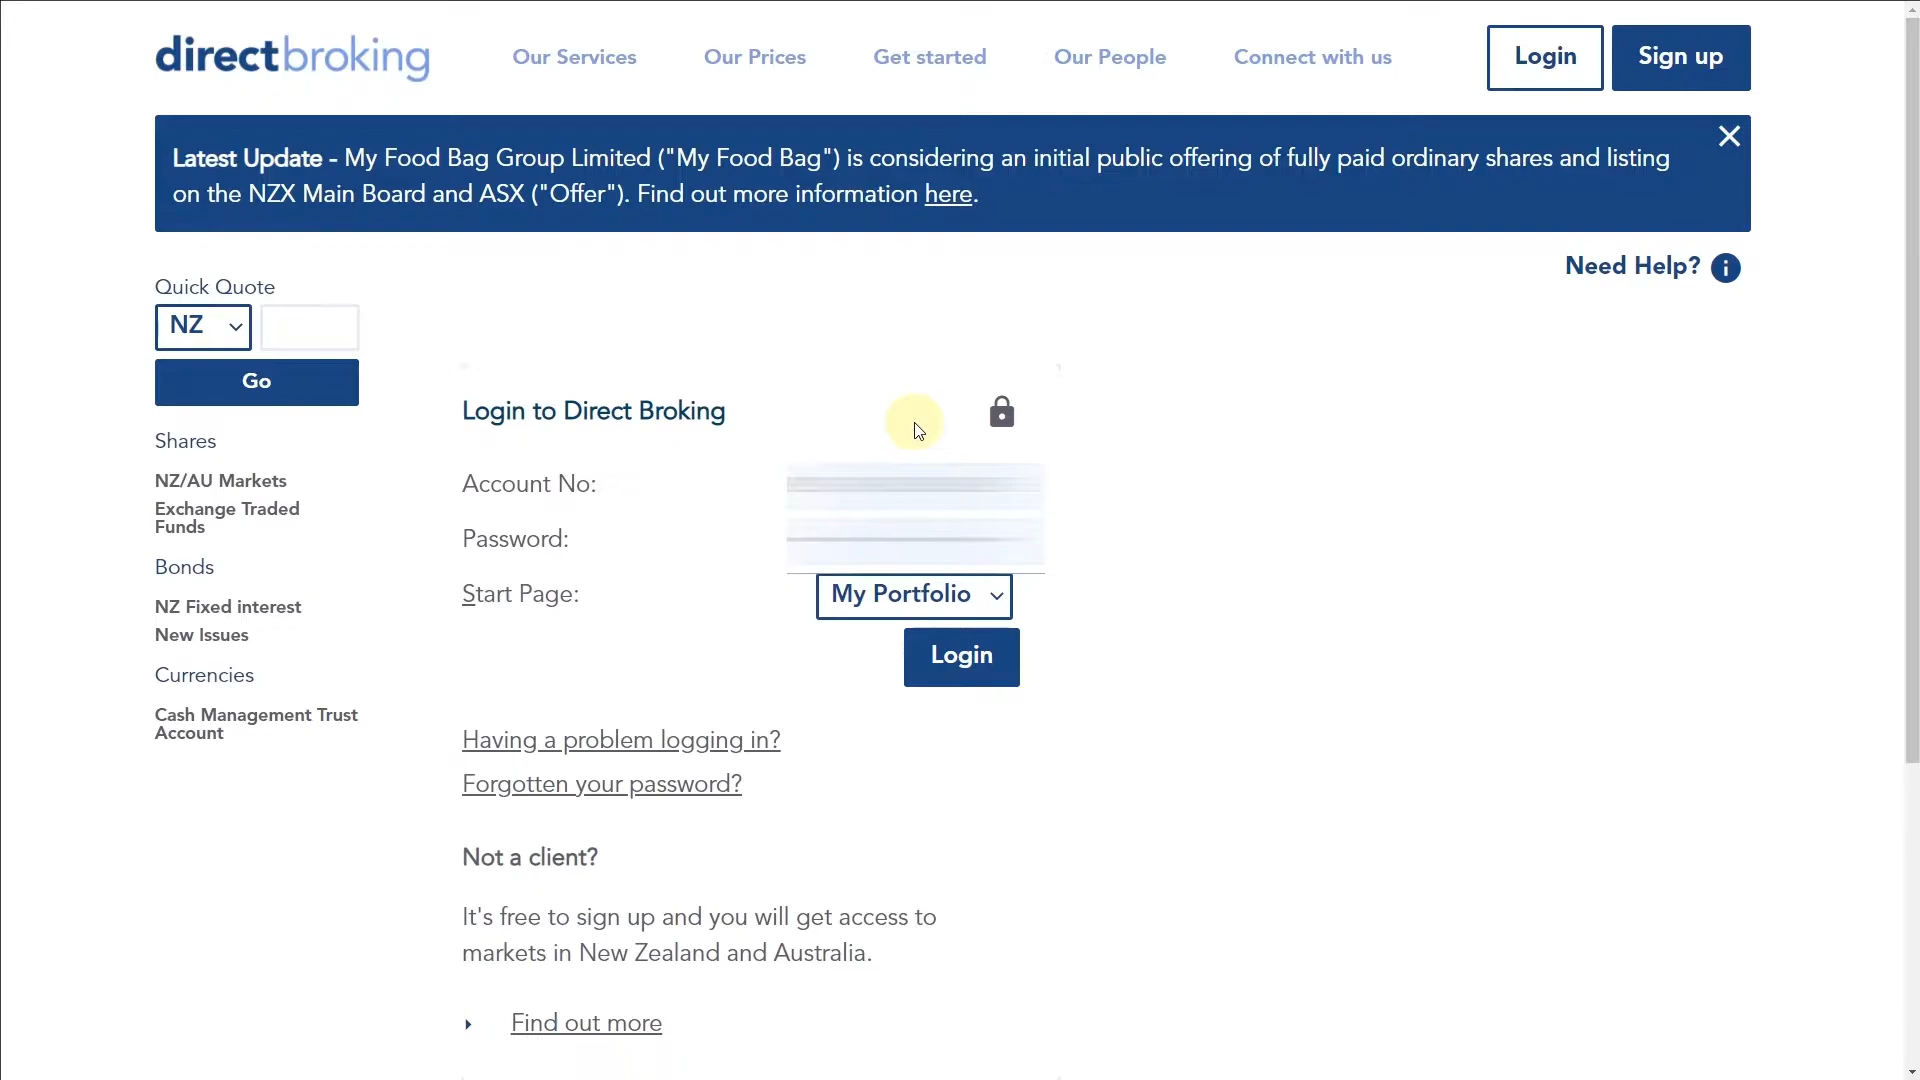 directbroking
Our Services
Our Prices
Get started
Our People
Connect with us
Login
Sign up
Latest Update - My Food Bag Group Limited ("My Food Bag") is considering an initial public offering of fully paid ordinary shares and listing
on the NZX Main Board and ASX ("Offer"). Find out more information here.
Need Help?
Quick Quote
NZ
Go
Shares
NZ/AU Markets
Exchange Traded
Funds
Bonds
NZ Fixed interest
New Issues
Currencies
Cash Management Trust
Account
Login to Direct Broking
Account No:
Password:
Start Page:
My Portfolio
Login
Having a problem logging in?
Forgotten your password?
Not a client?
It's free to sign up and you will get access to
markets in New Zealand and Australia.
Find out more